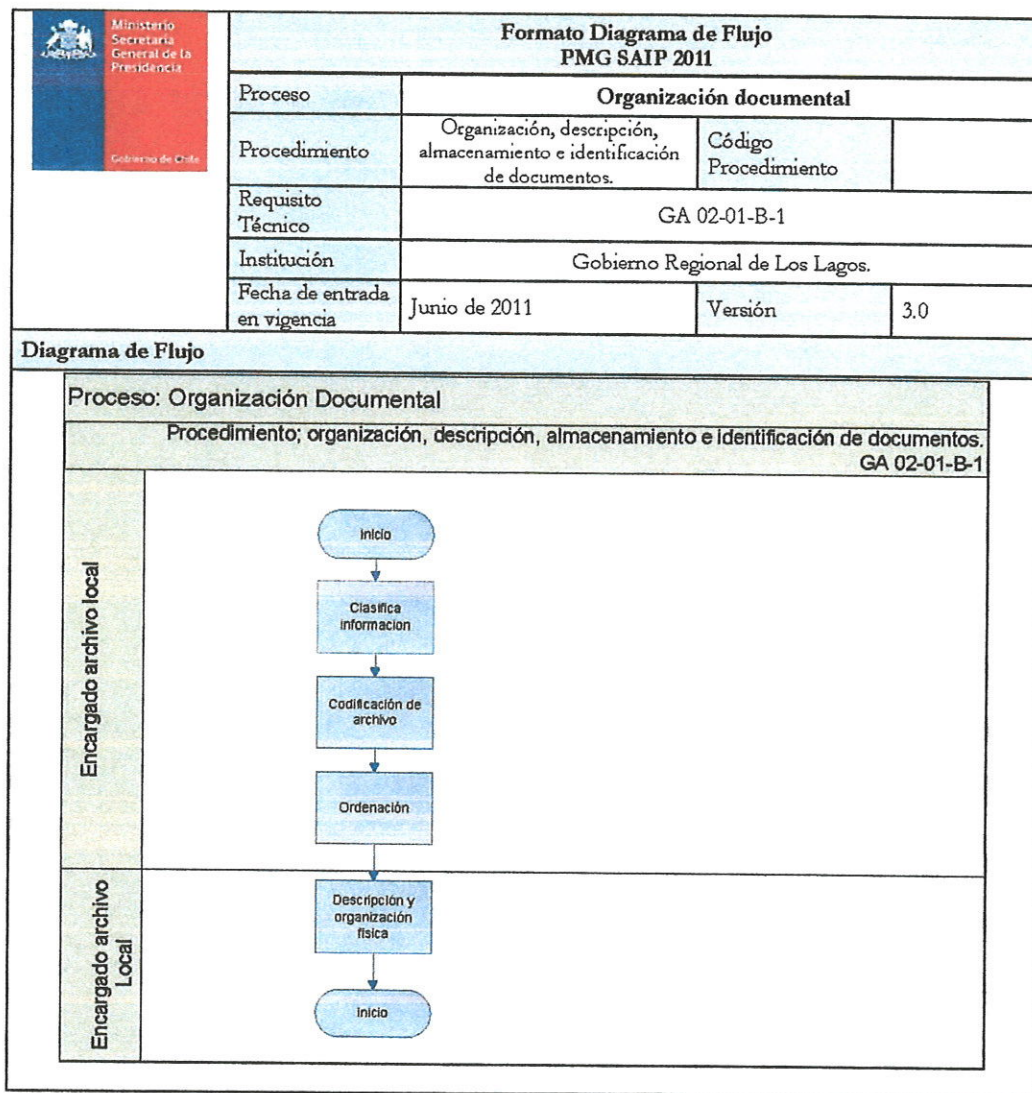 Ministerio
Secretaría
General de la
Presidencia
Gobierno de Chile
Formato Diagrama de Flujo
PMG SAIP 2011
Proceso
Organización documental
Procedimiento
Organización, descripción,
almacenamiento e identificación
de documentos.
Código
Procedimiento
Requisito
Técnico
GA 02-01-B-1
Institución
Gobierno Regional de Los Lagos.
Fecha de entrada
en vigencia
Junio de 2011
Versión
3.0
Diagrama de Flujo
Proceso: Organización Documental
Procedimiento; organización, descripción, almacenamiento e identificación de documentos.
GA 02-01-B-1
Encargado archivo local
Inicio
Clasifica
informacion
Codificación de
archivo
Ordenación
Encargado archivo
Local
Descripción y
organización
fisica
Inicio